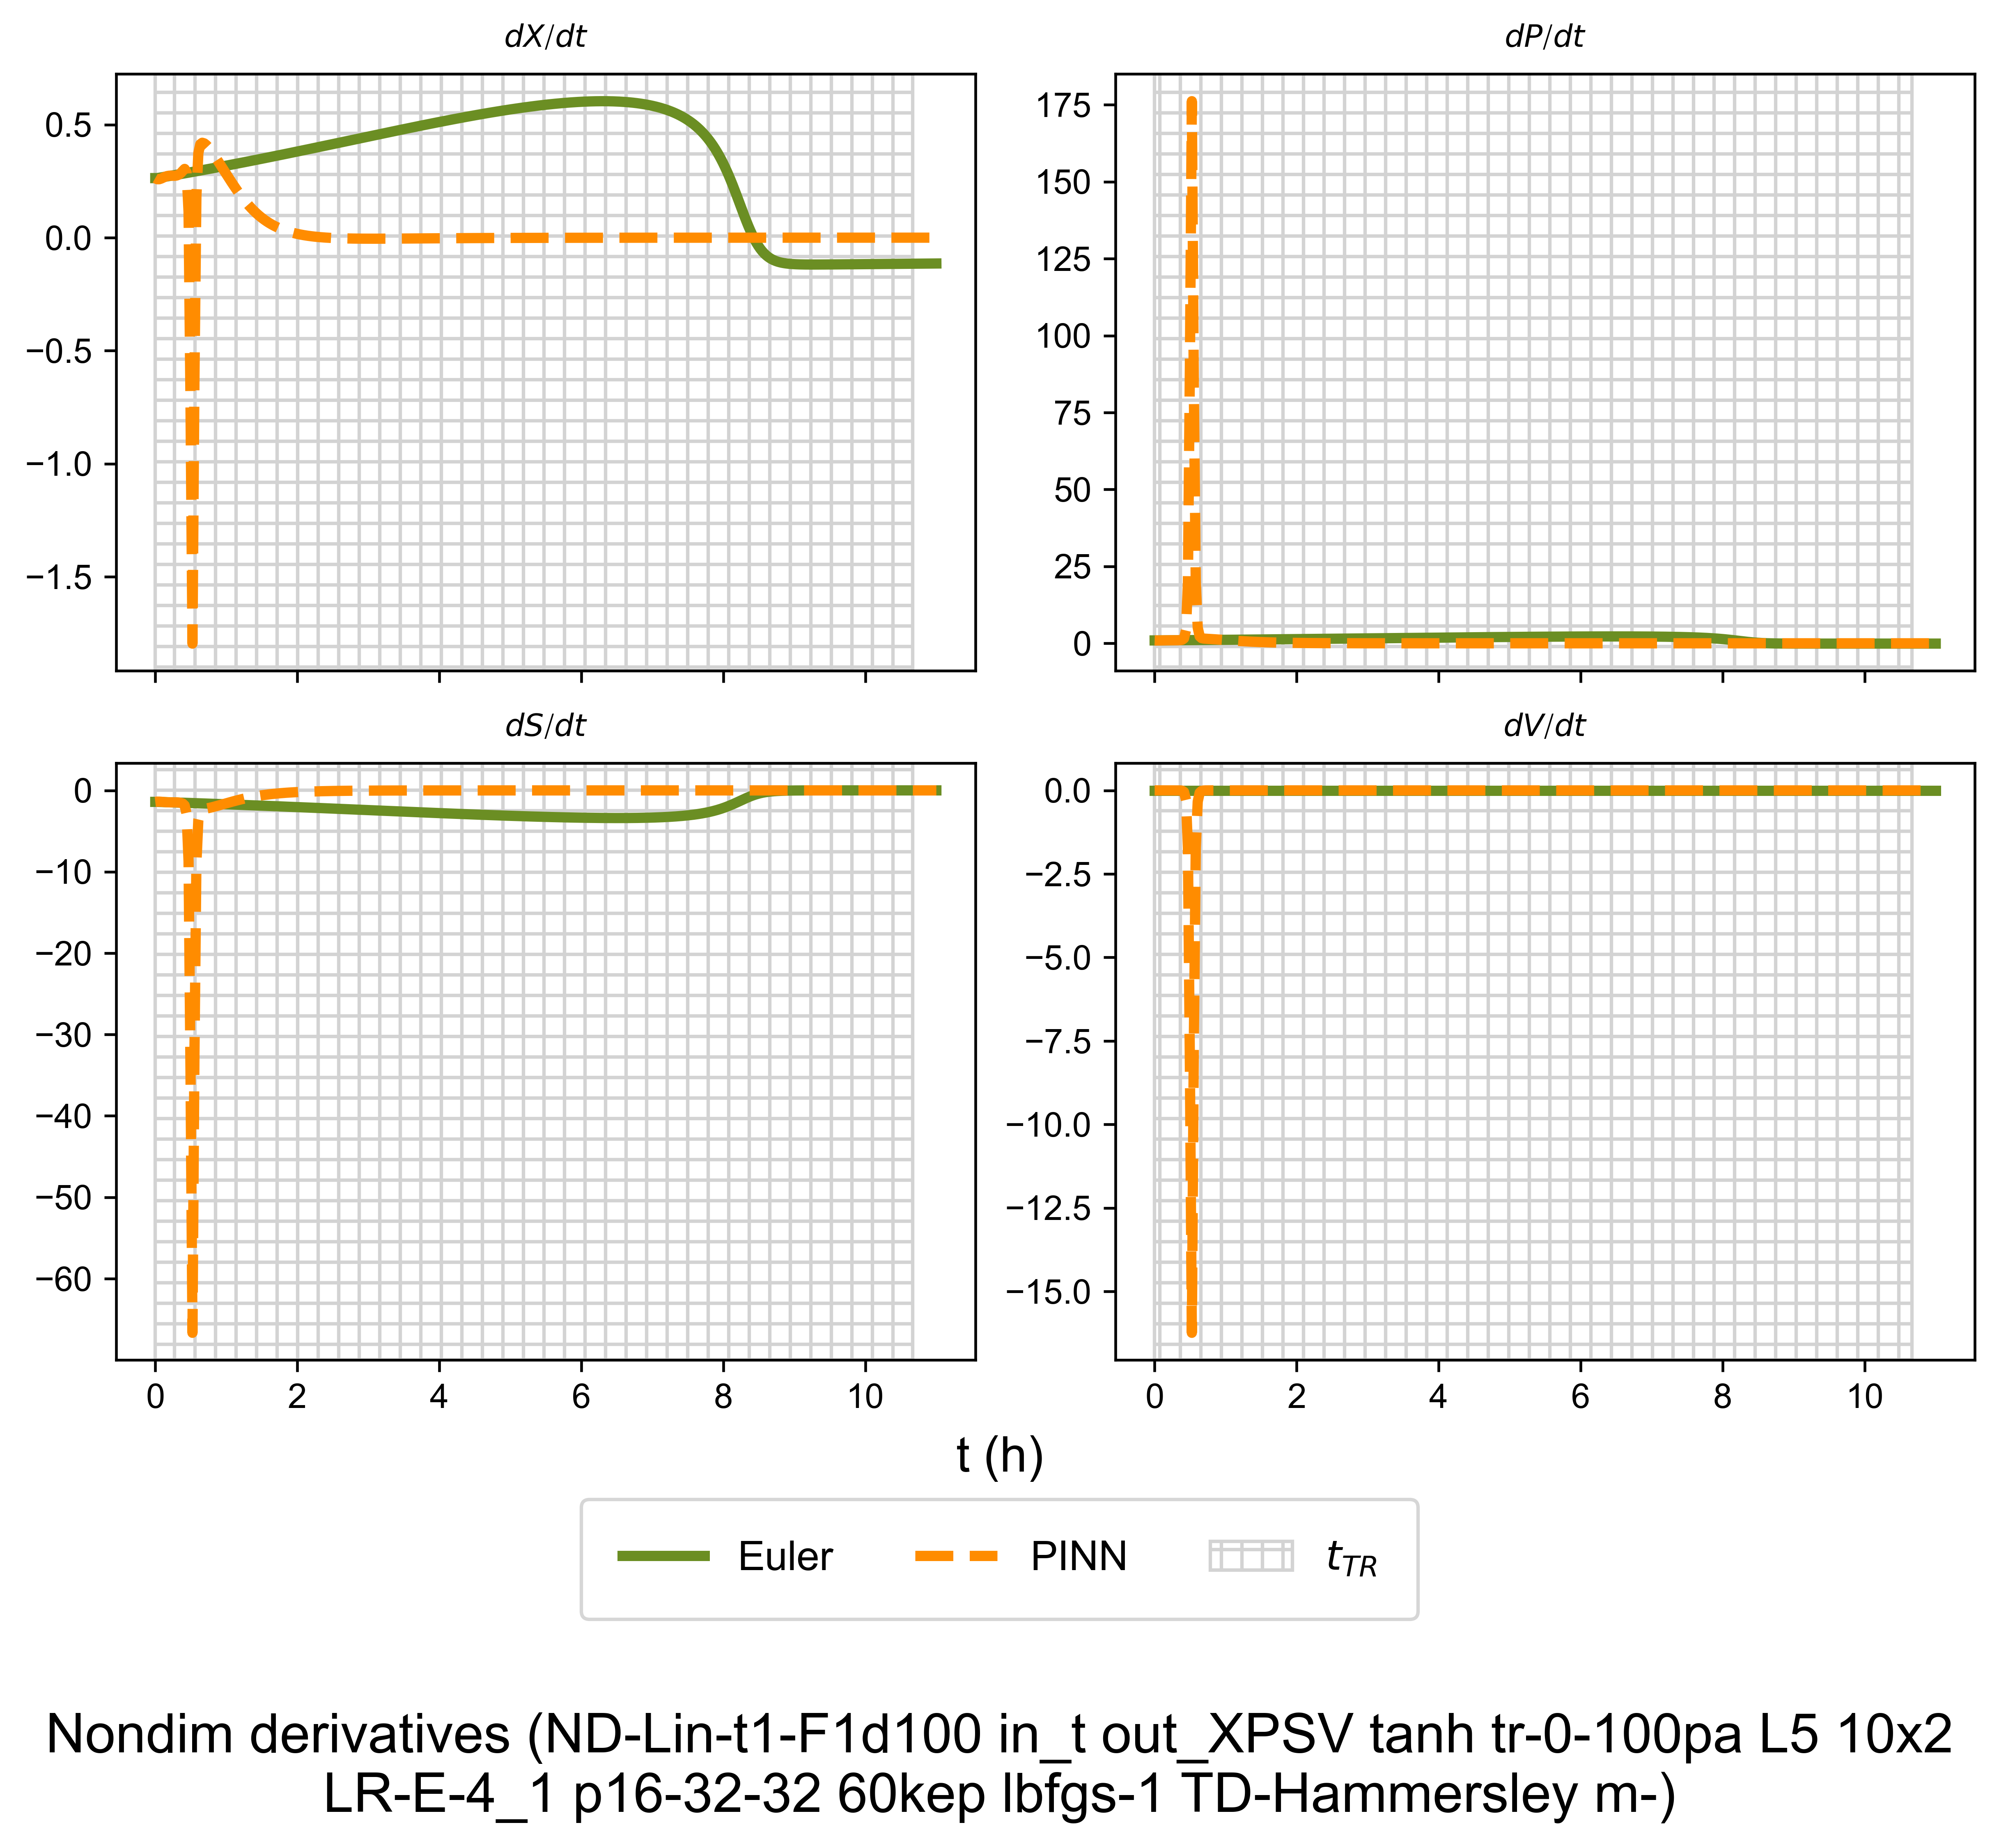 dX/dt
dP/dt
0.5
0.0
−0.5
−1.0
−1.5
175
150
125
100
75
50
25
0
dS/dt
dV/dt
0
−10
−20
−30
−40
−50
−60
0 2 4 6 8 10
0.0
−2.5
−5.0
−7.5
−10.0
−12.5
−15.0
0 2 4 6 8 10
t (h)
Euler PINN t_TR
Nondim derivatives (ND-Lin-t1-F1d100 in_t out_XPSV tanh tr-0-100pa L5 10x2
LR-E-4_1 p16-32-32 60kep lbfgs-1 TD-Hammersley m-)